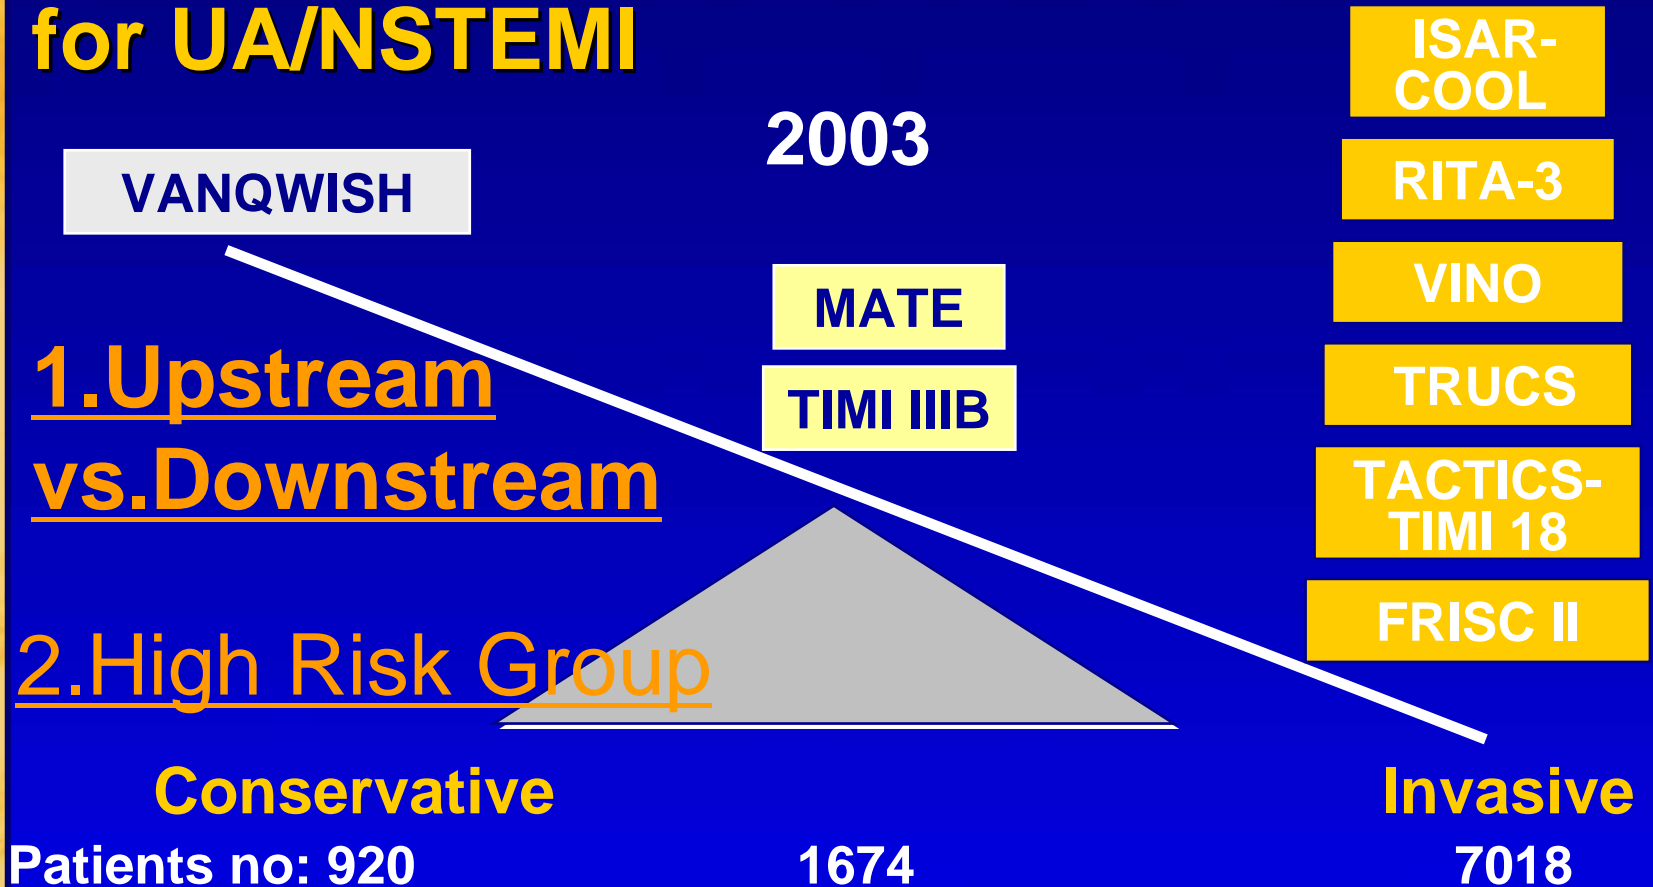 for UA/NSTEMI
2003
VANQWISH
MATE
TIMI IIIB
ISAR-
COOL
RITA-3
VINO
TRUCS
TACTICS-
TIMI 18
FRISC II
1.Upstream
vs.Downstream
2.High Risk Group
Conservative
Invasive
Patients no: 920 1674 7018